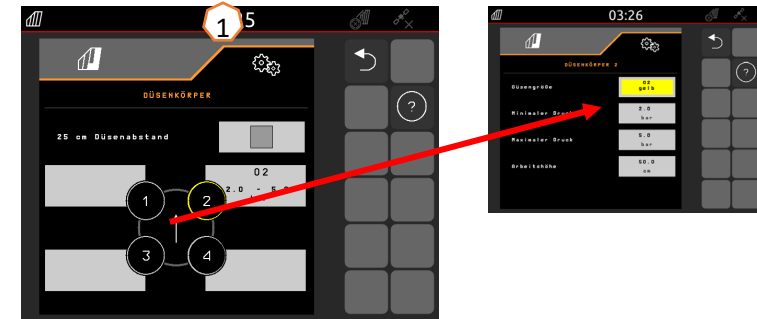 1
5
DÜSENKÖRPER
?
25 cm Düsenabstand
02
2.0 - 5.0
1
2
3
4
03:26
DÜSENKÖRPER 2
?
Düsengröße
02
gelb
Minimaler Druck
2.0
bar
Maximaler Druck
5.0
bar
Arbeitshöhe
50.0
cm